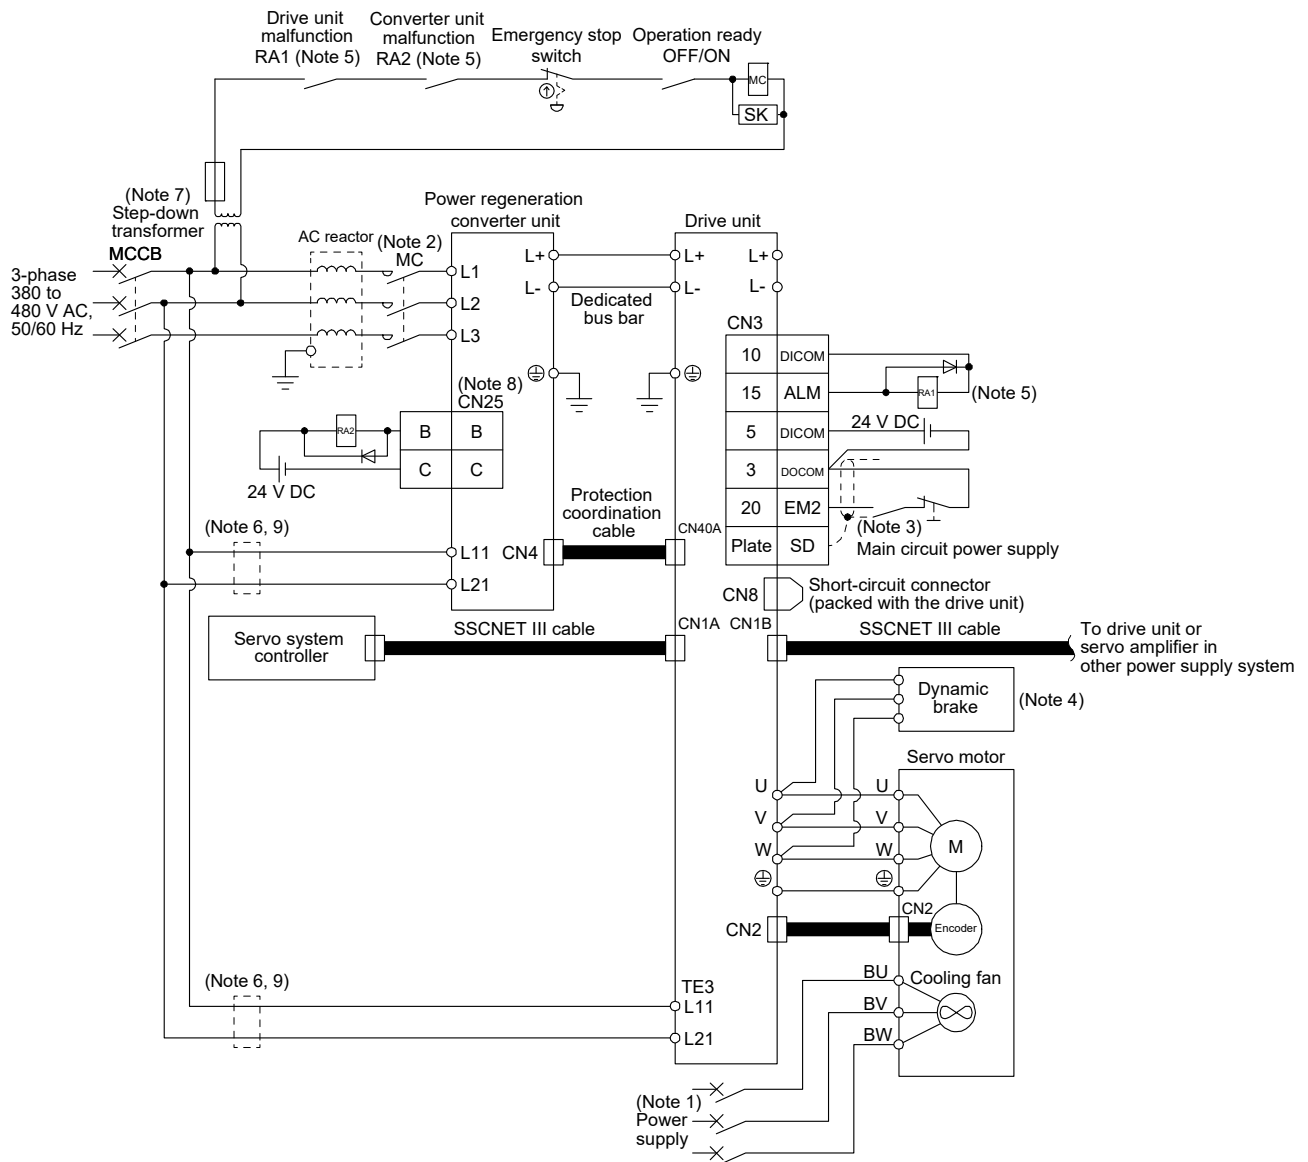 Drive unit
malfunction
RA1 (Note 5)
Converter unit
malfunction
RA2 (Note 5)
Emergency stop
switch
Operation ready
OFF/ON
MC
SK
(Note 7)
Step-down
transformer
MCCB
3-phase
380 to
480 V AC,
50/60 Hz
AC reactor
(Note 2)
MC
Power regeneration
converter unit
L1
L2
L3
L+
L-
Dedicated
bus bar
Drive unit
L+
L-
L+
L-
CN3
10 DICOM
15 ALM
5 DICOM
3 DOCOM
20 EM2
Plate SD
RA1
(Note 5)
24 V DC
(Note 3)
Main circuit power supply
(Note 8)
CN25
B B
C C
RA2
24 V DC
Protection
coordination
cable
CN4
CN40A
(Note 6, 9)
L11
L21
CN8
Short-circuit connector
(packed with the drive unit)
Servo system
controller
SSCNET III cable
CN1A
CN1B
SSCNET III cable
To drive unit or
servo amplifier in
other power supply system
Dynamic
brake
(Note 4)
Servo motor
U
V
W
U
V
W
M
CN2
CN2
Encoder
BU
BV
BW
Cooling fan
(Note 6, 9)
TE3
L11
L21
(Note 1)
Power
supply